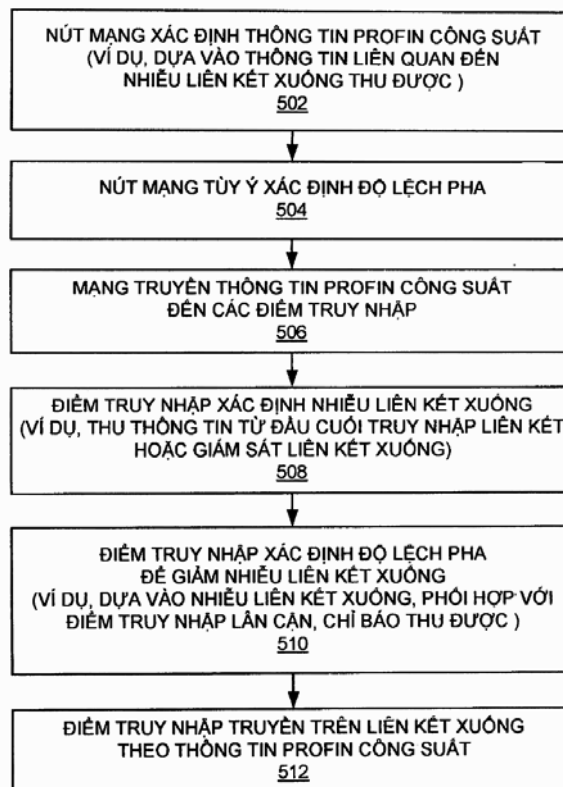 NÚT MẠNG XÁC ĐỊNH THÔNG TIN PROFIN CÔNG SUẤT
(VÍ DỤ, DỰA VÀO THÔNG TIN LIÊN QUAN ĐẾN
NHIỄU LIÊN KẾT XUỐNG THU ĐƯỢC )
502
NÚT MẠNG TÙY Ý XÁC ĐỊNH ĐỘ LỆCH PHA
504
MẠNG TRUYỀN THÔNG TIN PROFIN CÔNG SUẤT
ĐẾN CÁC ĐIỂM TRUY NHẬP
506
ĐIỂM TRUY NHẬP XÁC ĐỊNH NHIỄU LIÊN KẾT XUỐNG
(VÍ DỤ, THU THÔNG TIN TỪ ĐẦU CUỐI TRUY NHẬP LIÊN KẾT
HOẶC GIÁM SÁT LIÊN KẾT XUỐNG)
508
ĐIỂM TRUY NHẬP XÁC ĐỊNH ĐỘ LỆCH PHA
ĐỂ GIẢM NHIỄU LIÊN KẾT XUỐNG
(VÍ DỤ, DỰA VÀO NHIỄU LIÊN KẾT XUỐNG, PHỐI HỢP VỚI
ĐIỂM TRUY NHẬP LÂN CẬN, CHỈ BÁO THU ĐƯỢC )
510
ĐIỂM TRUY NHẬP TRUYỀN TRÊN LIÊN KẾT XUỐNG
THEO THÔNG TIN PROFIN CÔNG SUẤT
512